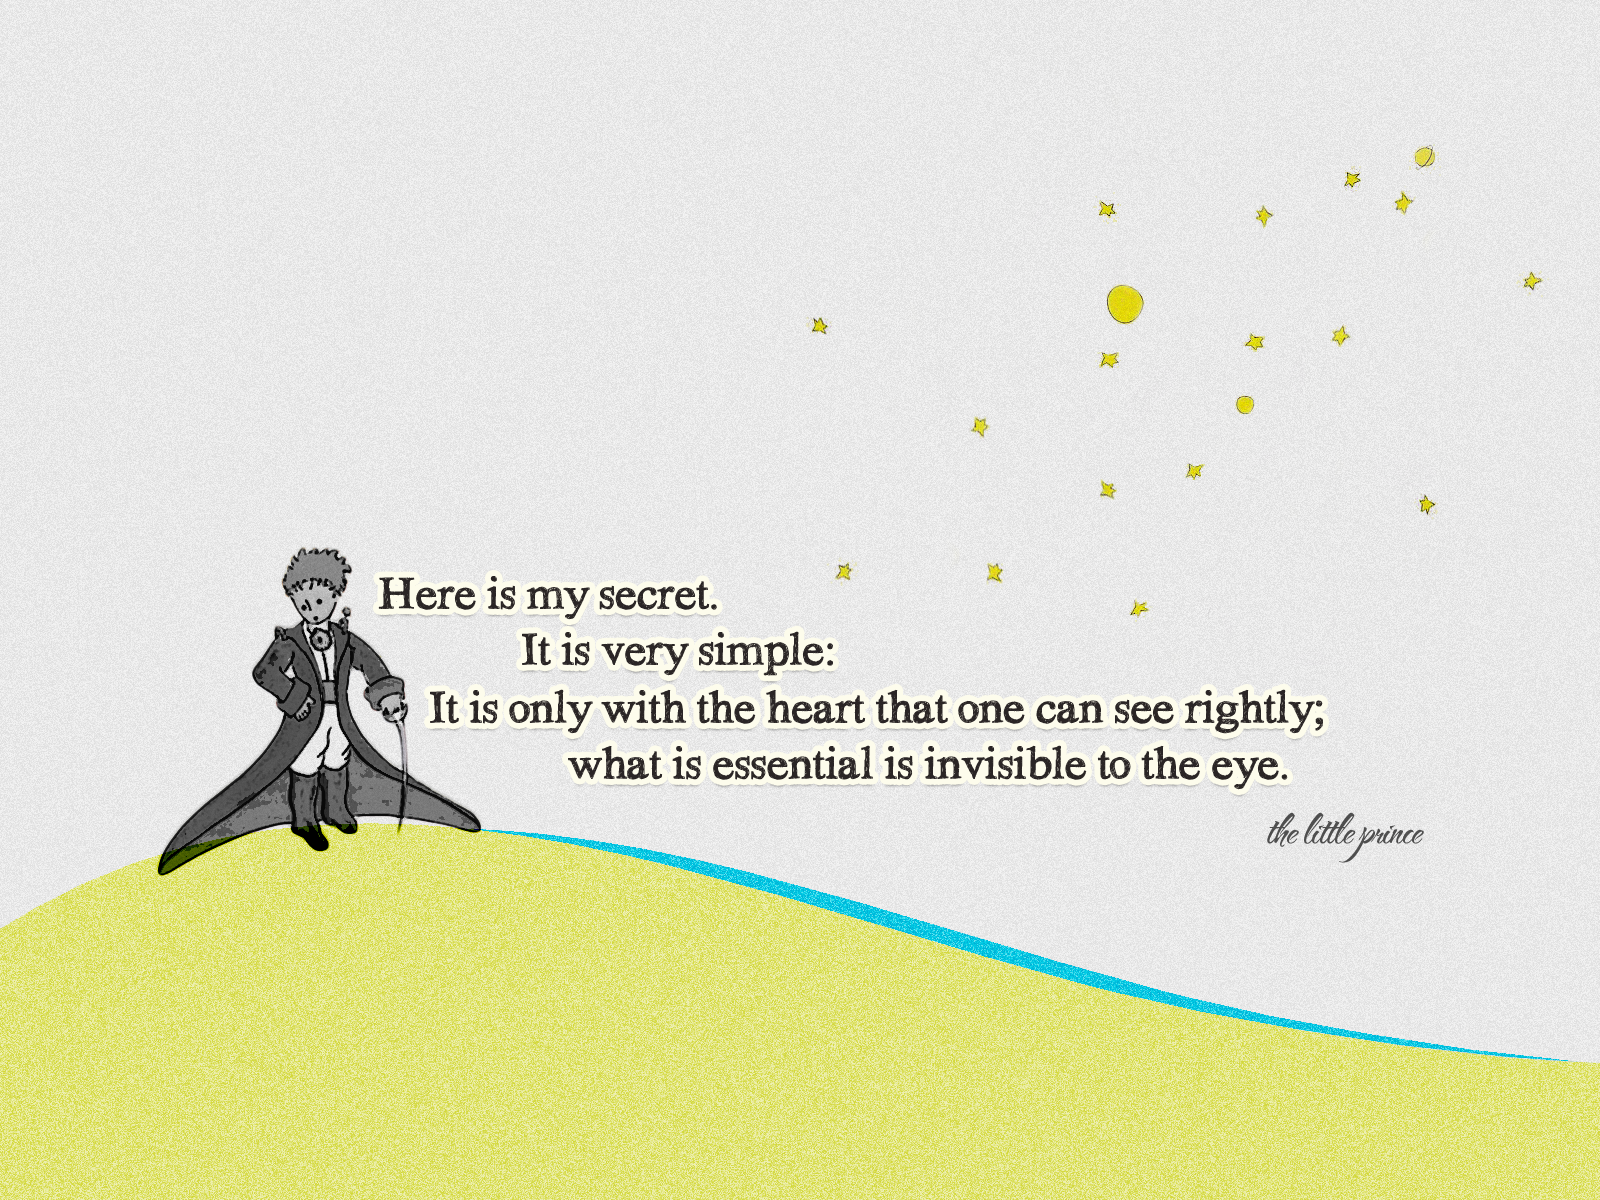 Here is my secret.
It is very simple:
It is only with the heart that one can see rightly;
what is essential is invisible to the eye.
the little prince